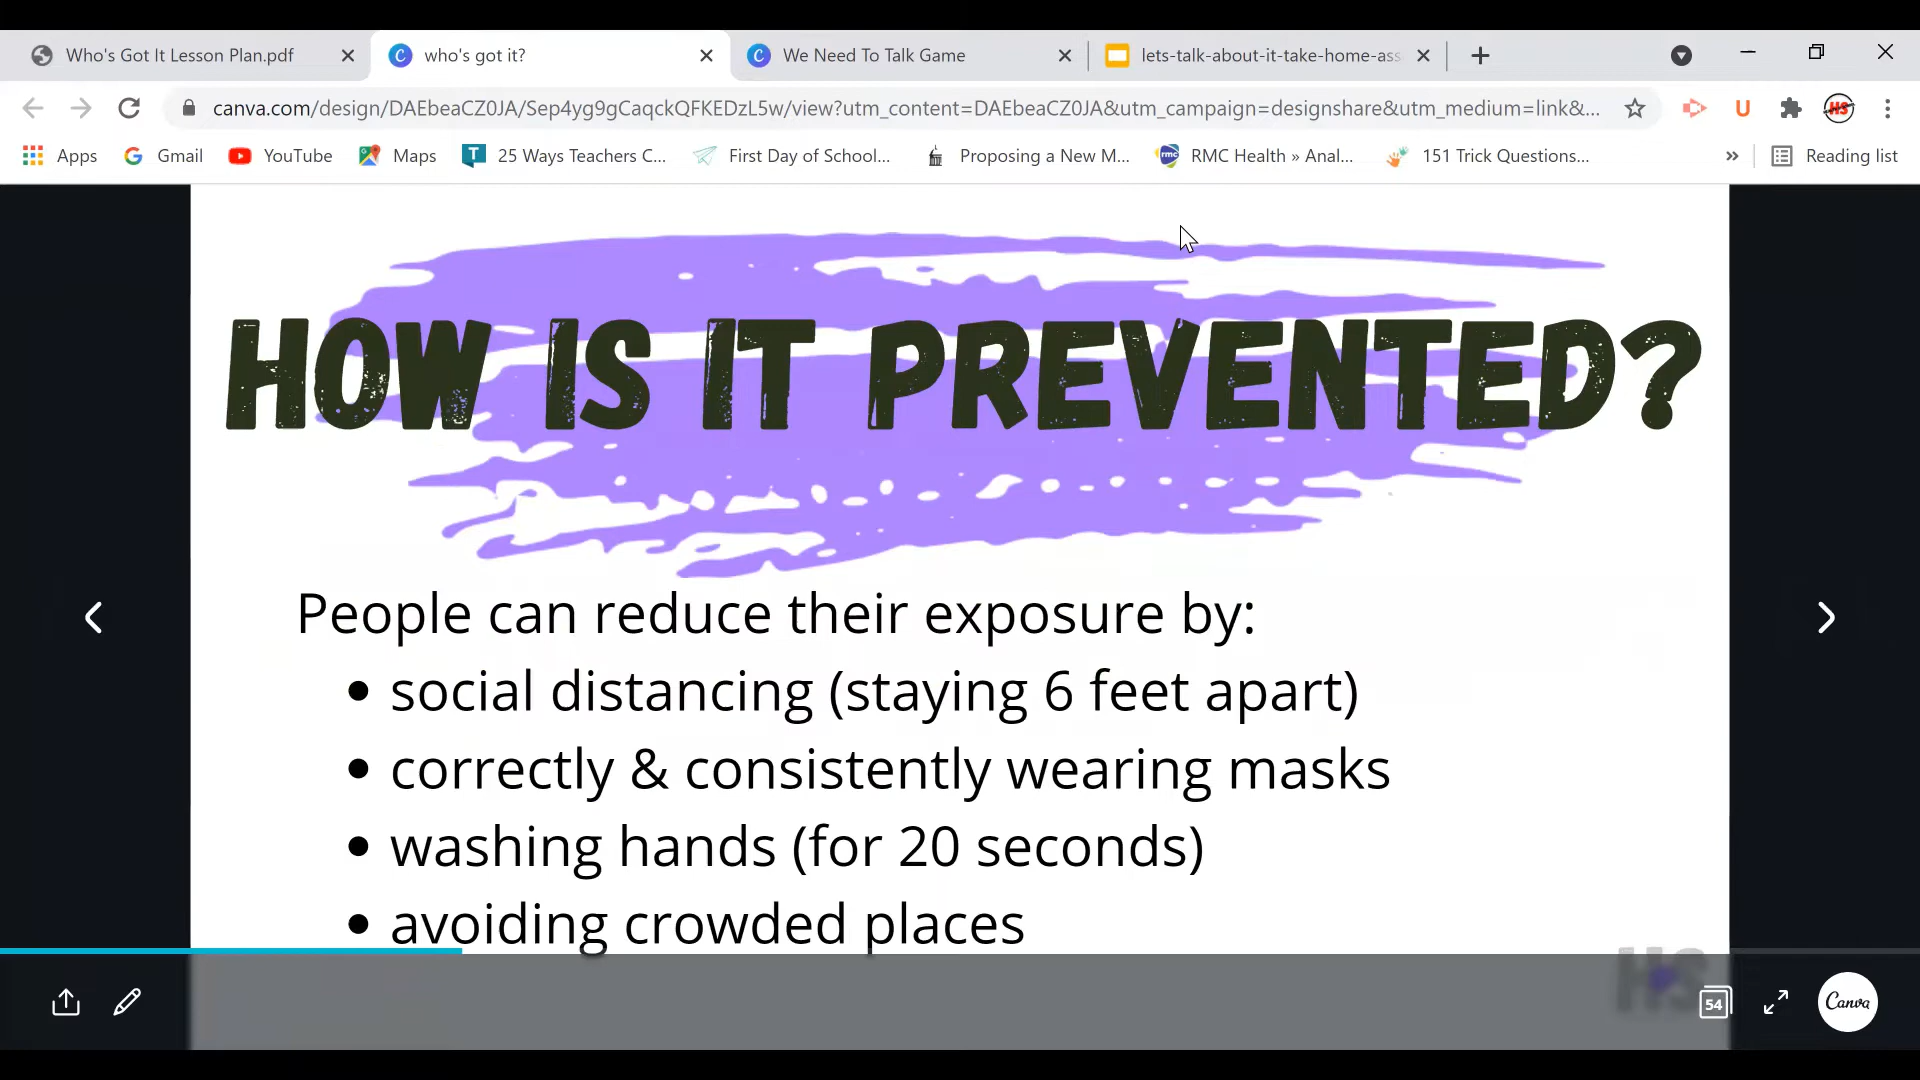 Who's Got It Lesson Plan.pdf
who's got it?
We Need To Talk Game
lets-talk-about-it-take-home-ass
canva.com/design/DAEbeaCZ0JA/Sep4yg9gCaqckQFKEDzL5w/view?utm_content=DAEbeaCZ0JA&utm_campaign=designshare&utm_medium=link&...
U
HS
Apps
Gmail
YouTube
Maps
T
25 Ways Teachers C...
First Day of School...
Proposing a New M...
rmc
RMC Health » Anal...
151 Trick Questions...
»
Reading list
HOW IS IT PREVENTED?
People can reduce their exposure by:
• social distancing (staying 6 feet apart)
• correctly & consistently wearing masks
• washing hands (for 20 seconds)
• avoiding crowded places
HS
54
Canva